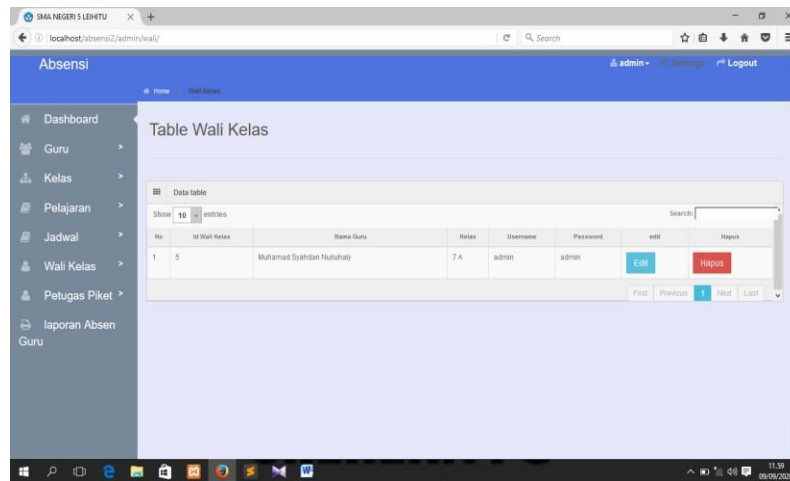 SMA NEGERI 5 LEIHITU
localhost/absensi2/admin/wali/
Search
Absensi
admin
Settings
Logout
Home
Wali Kelas
Dashboard
Guru
Kelas
Pelajaran
Jadwal
Wali Kelas
Petugas Piket
laporan Absen
Guru
Table Wali Kelas
Data table
Show 10 entries
Search:
No Id Wali Kelas Nama Guru Kelas Username Password edit Hapus
1 5 Muhamad Syahdan Nukuhaly 7 A admin admin Edit Hapus
First Previous 1 Next Last
11.59